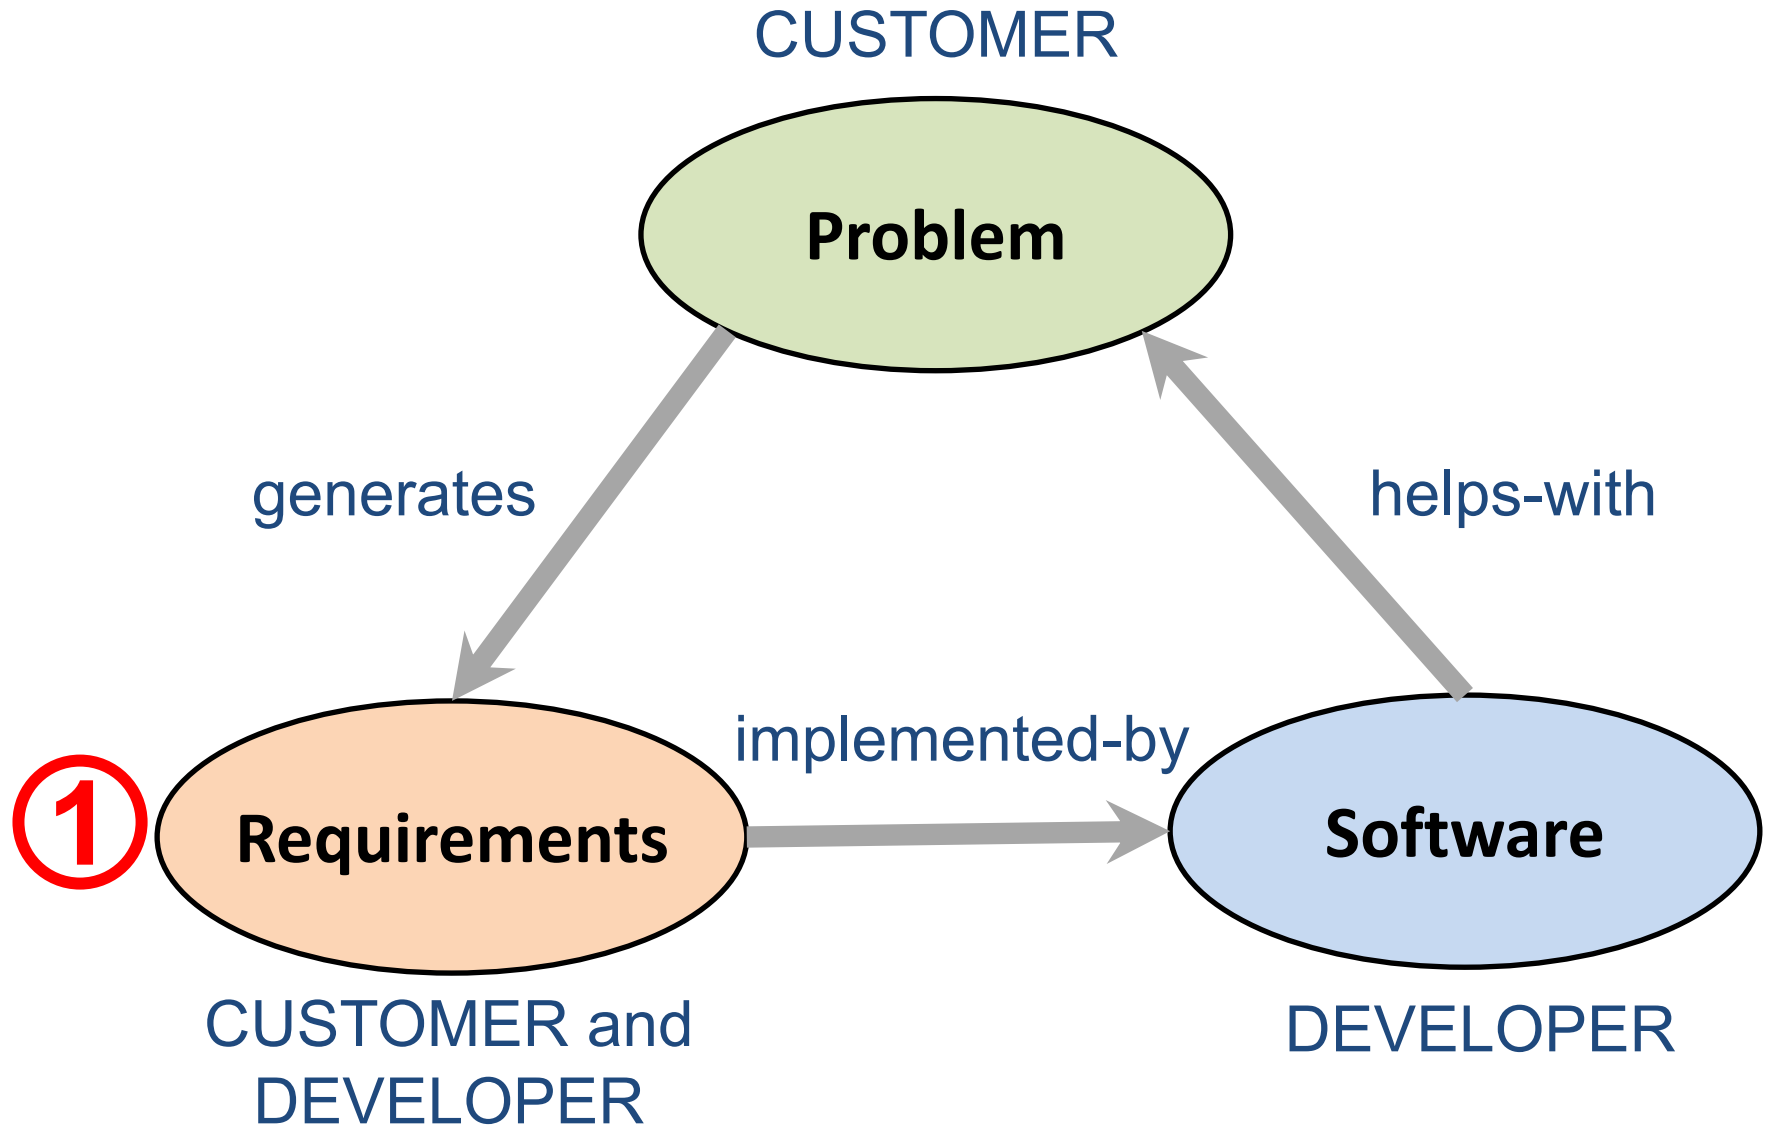 CUSTOMER
Problem
generates
helps-with
implemented-by
1
Requirements
Software
CUSTOMER and
DEVELOPER
DEVELOPER